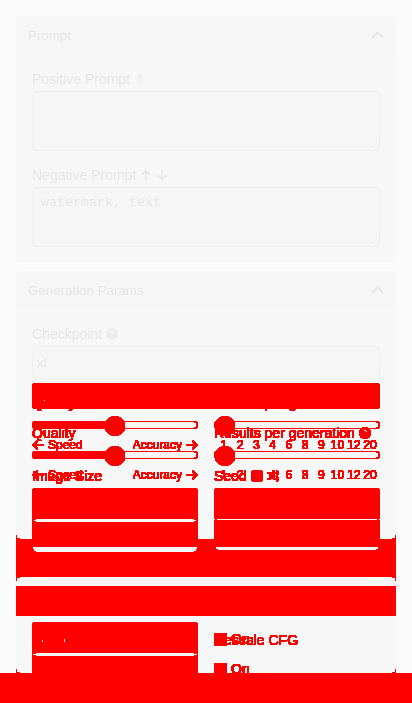 Prompt
Positive Prompt
Negative Prompt ↑ ↓
watermark, text
Generation Params
Checkpoint
xl
Quality Results per generation
← Speed Accuracy → 1 2 3 4 6 8 9 10 12 20
Accuracy → 6 8 9 10 12 20
Image Size Seed
On
CFG
On